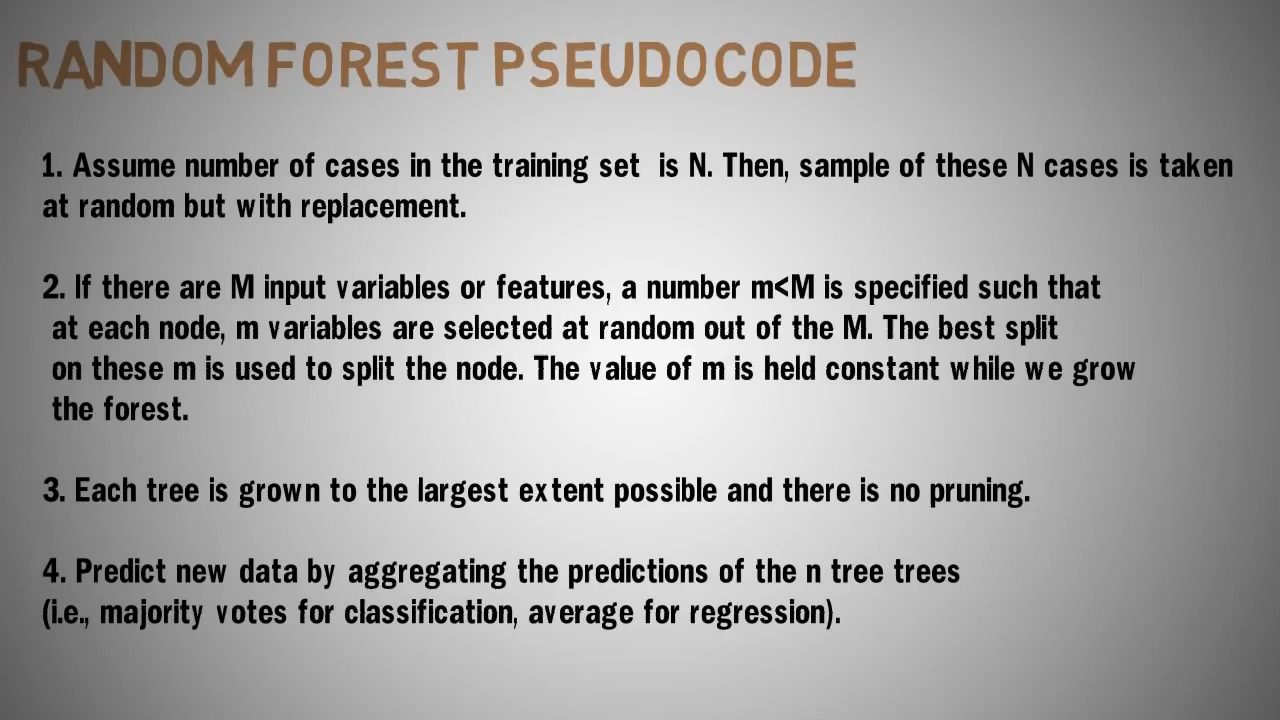 RANDOM FOREST PSEUDOCODE
1. Assume number of cases in the training set is N. Then, sample of these N cases is taken
at random but with replacement.
2. If there are M input variables or features, a number m<M is specified such that
at each node, m variables are selected at random out of the M. The best split
on these m is used to split the node. The value of m is held constant while we grow
the forest.
3. Each tree is grown to the largest extent possible and there is no pruning.
4. Predict new data by aggregating the predictions of the n tree trees
(i.e., majority votes for classification, average for regression).